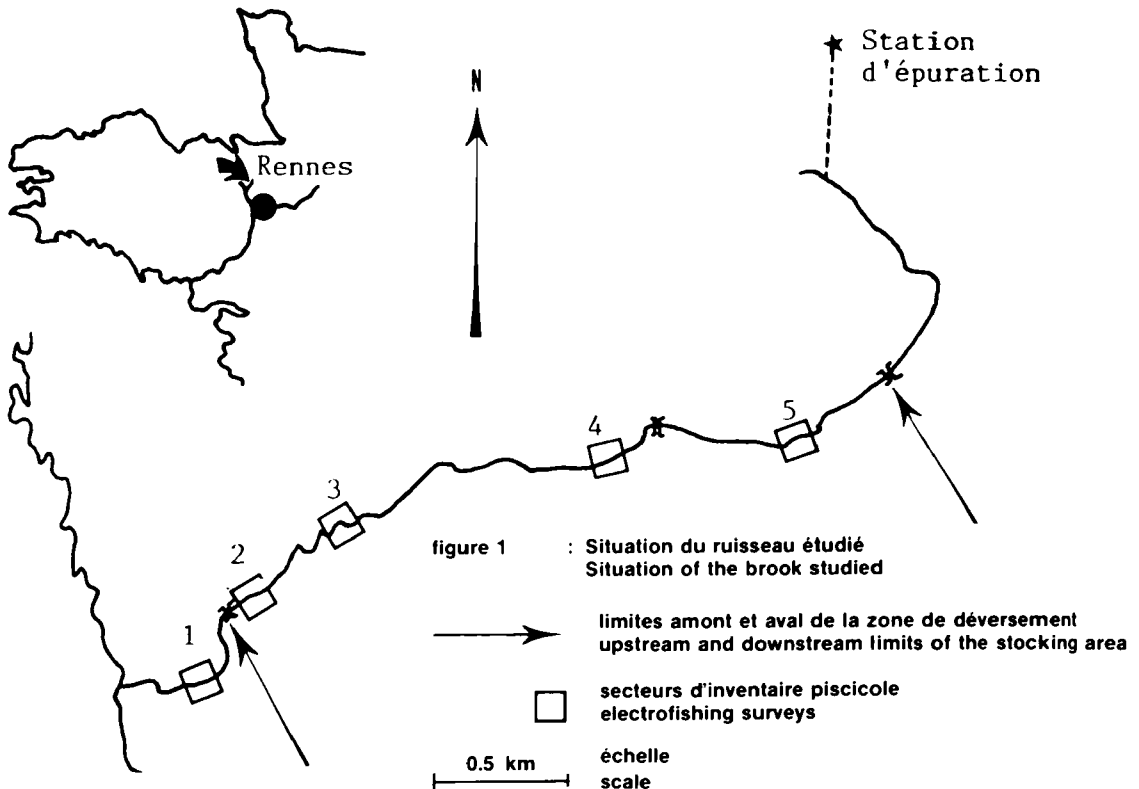 Station
d'épuration
N
Rennes
5
4
3
2
1
figure 1 : Situation du ruisseau étudié
Situation of the brook studied
limites amont et aval de la zone de déversement
upstream and downstream limits of the stocking area
secteurs d'inventaire piscicole
electrofishing surveys
0.5 km
échelle
scale